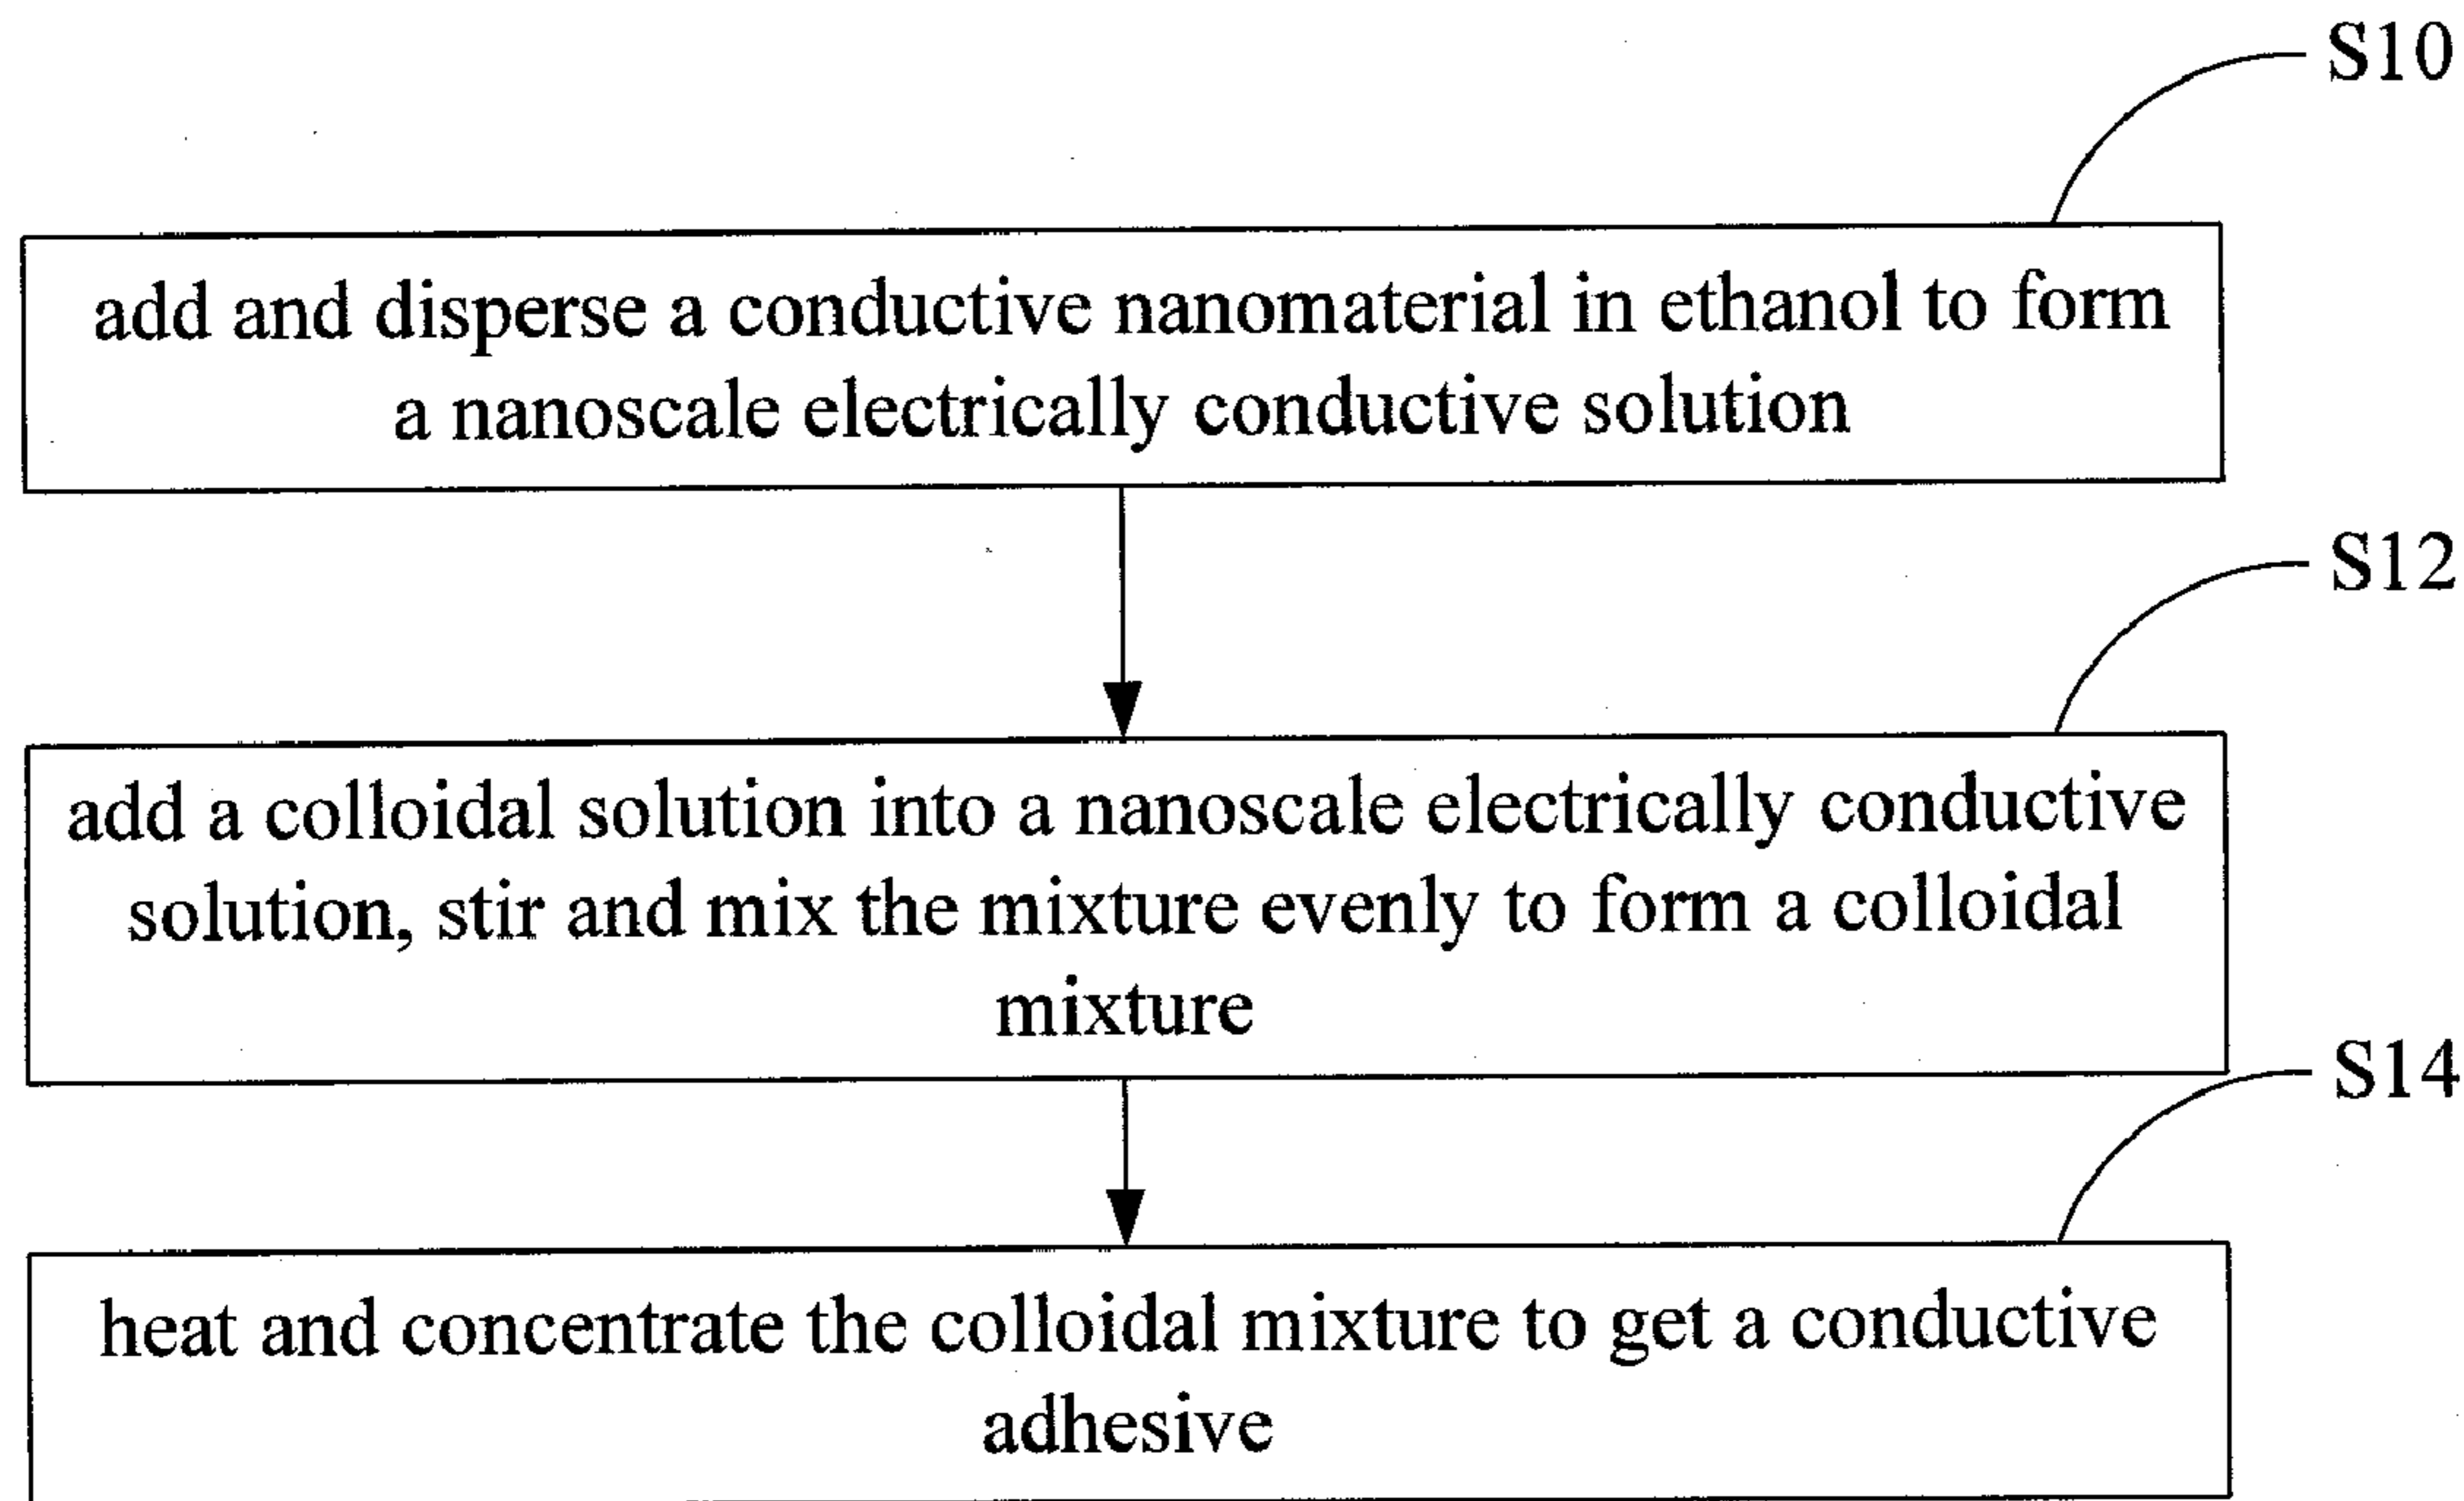 S10
add and disperse a conductive nanomaterial in ethanol to form
a nanoscale electrically conductive solution
S12
add a colloidal solution into a nanoscale electrically conductive
solution, stir and mix the mixture evenly to form a colloidal
mixture
S14
heat and concentrate the colloidal mixture to get a conductive
adhesive